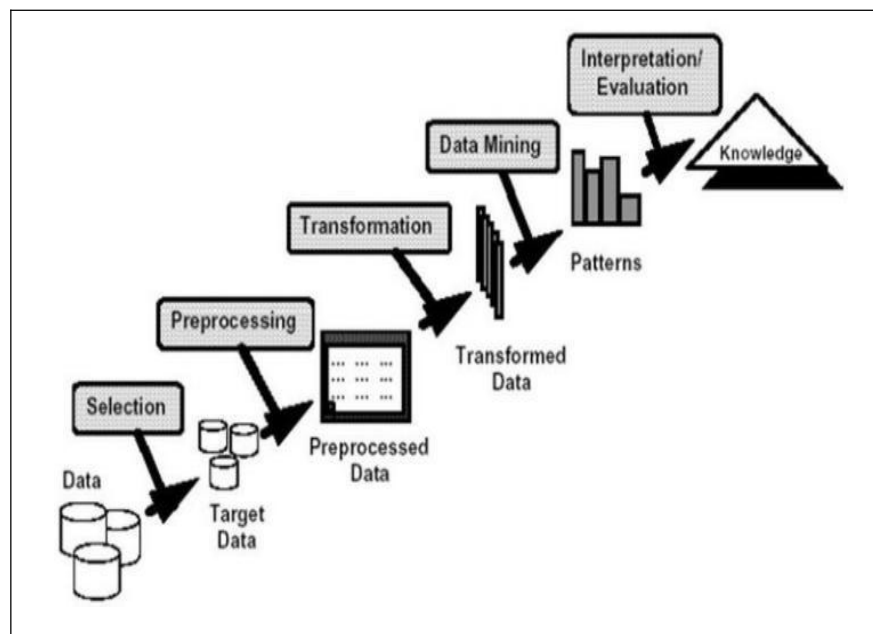 Interpretation/
Evaluation
Knowledge
Data Mining
Patterns
Transformation
Transformed
Data
Preprocessing
Preprocessed
Data
Selection
Target
Data
Data